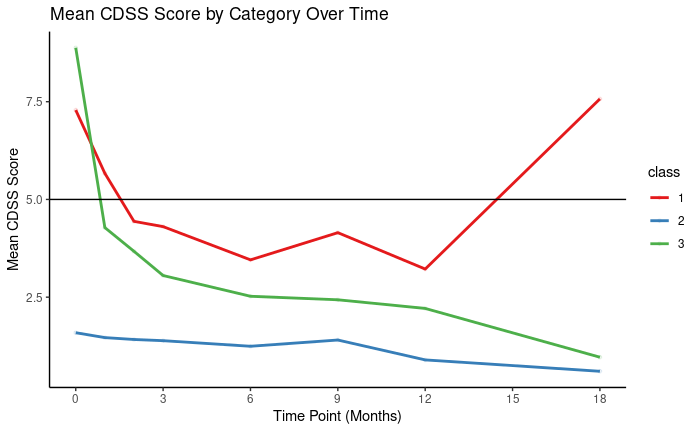 Mean CDSS Score by Category Over Time
Mean CDSS Score
7.5
5.0
2.5
0 3 6 9 12 15 18
Time Point (Months)
class
1
2
3